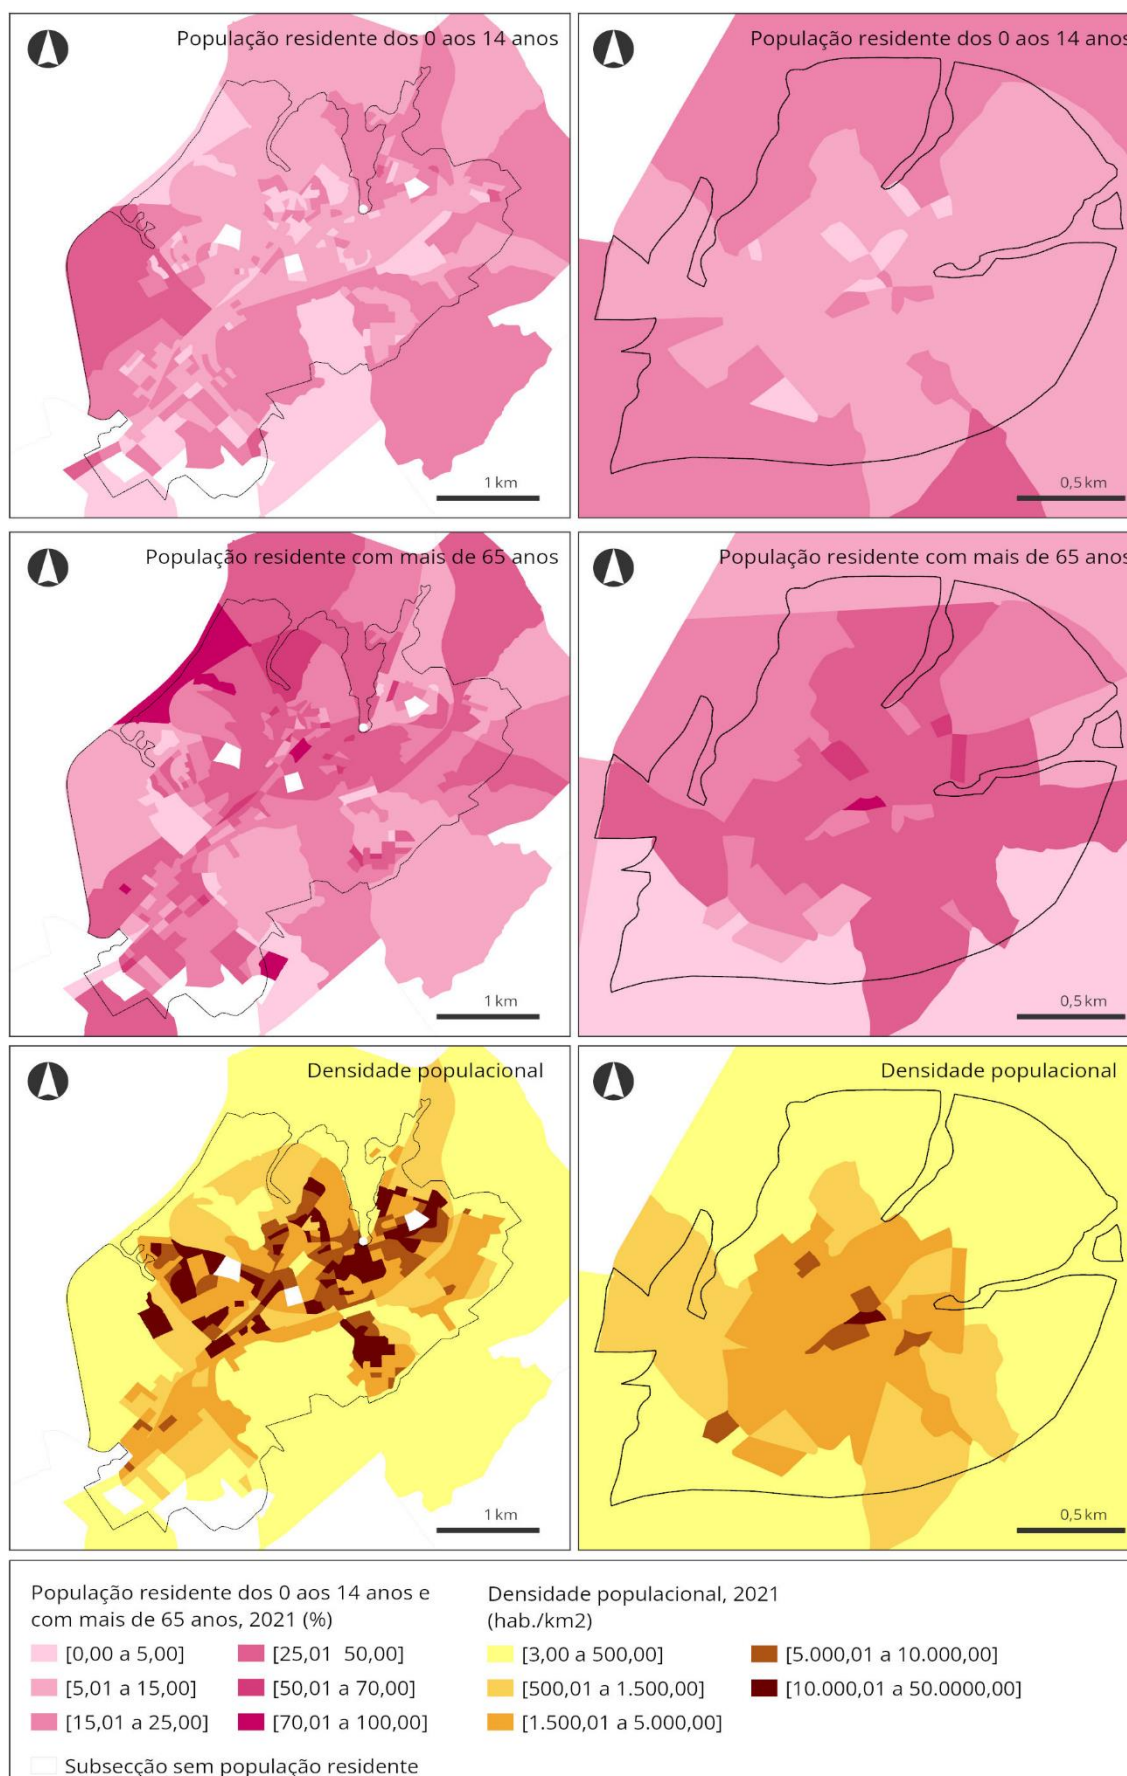 População residente dos 0 aos 14 anos
1 km
População residente dos 0 aos 14 anos
0,5 km
População residente com mais de 65 anos
1 km
População residente com mais de 65 anos
0,5 km
Densidade populacional
1 km
Densidade populacional
0,5 km
População residente dos 0 aos 14 anos e
com mais de 65 anos, 2021 (%)
[0,00 a 5,00]
[5,01 a 15,00]
[15,01 a 25,00]
[25,01 50,00]
[50,01 a 70,00]
[70,01 a 100,00]
Subsecção sem população residente
Densidade populacional, 2021
(hab./km2)
[3,00 a 500,00]
[500,01 a 1.500,00]
[1.500,01 a 5.000,00]
[5.000,01 a 10.000,00]
[10.000,01 a 50.0000,00]